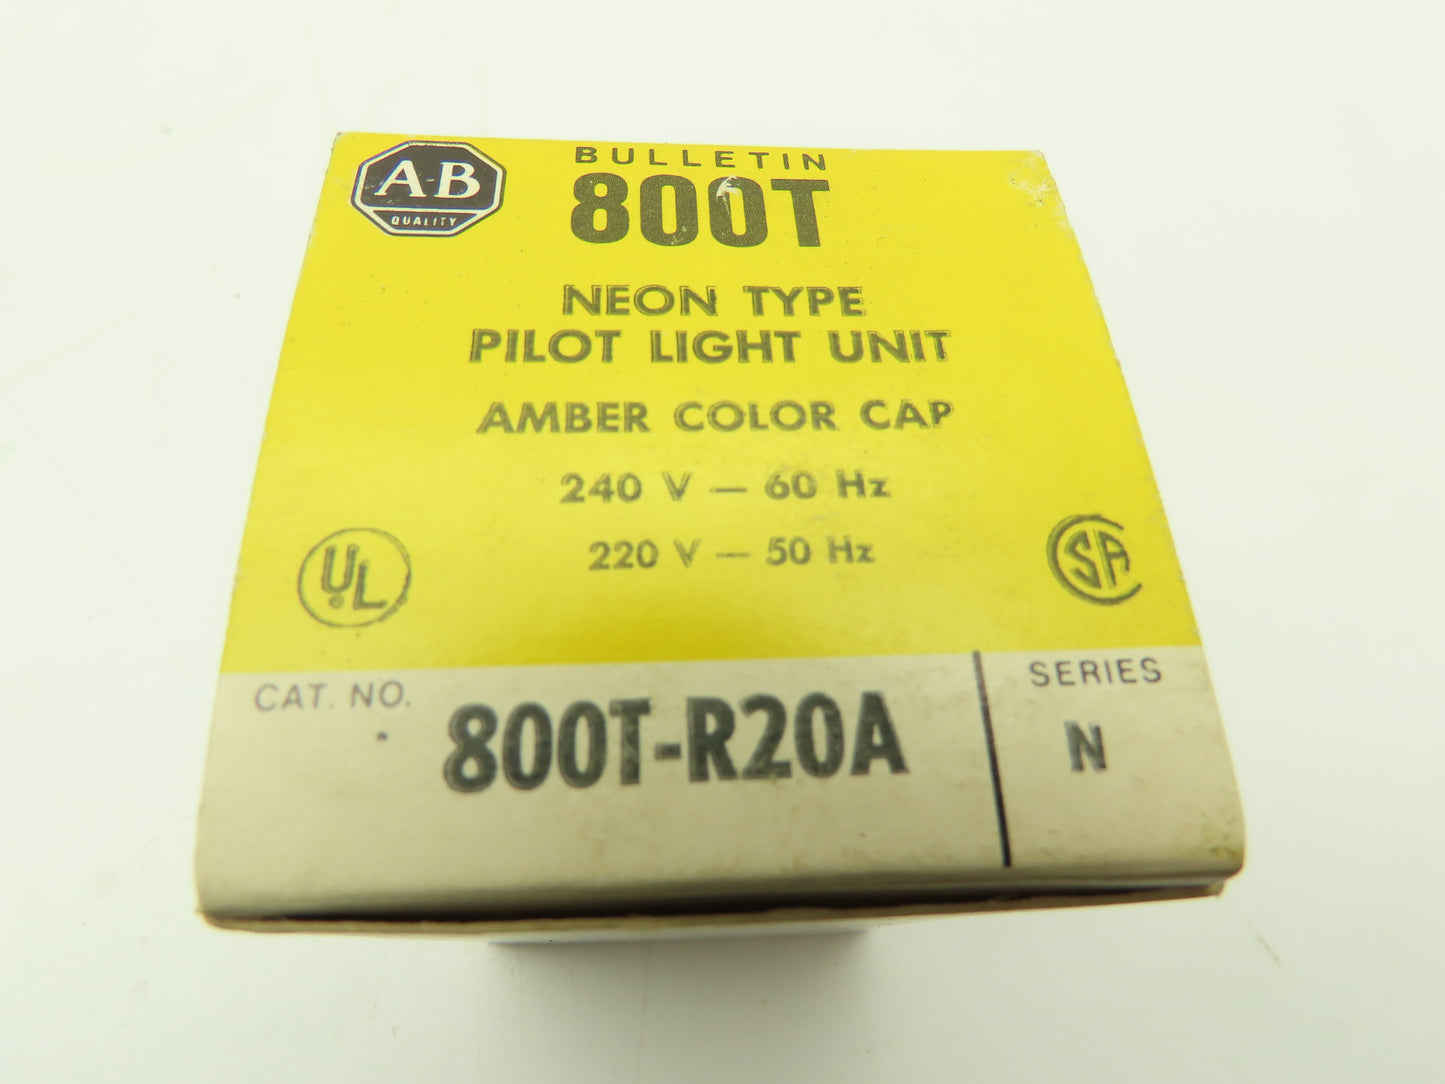 AB
QUALITY
BULLETIN
800T
NEON TYPE
PILOT LIGHT UNIT
AMBER COLOR CAP
240 V — 60 Hz
220 V — 50 Hz
UL
SA
CAT. NO.
800T-R20A
SERIES
N